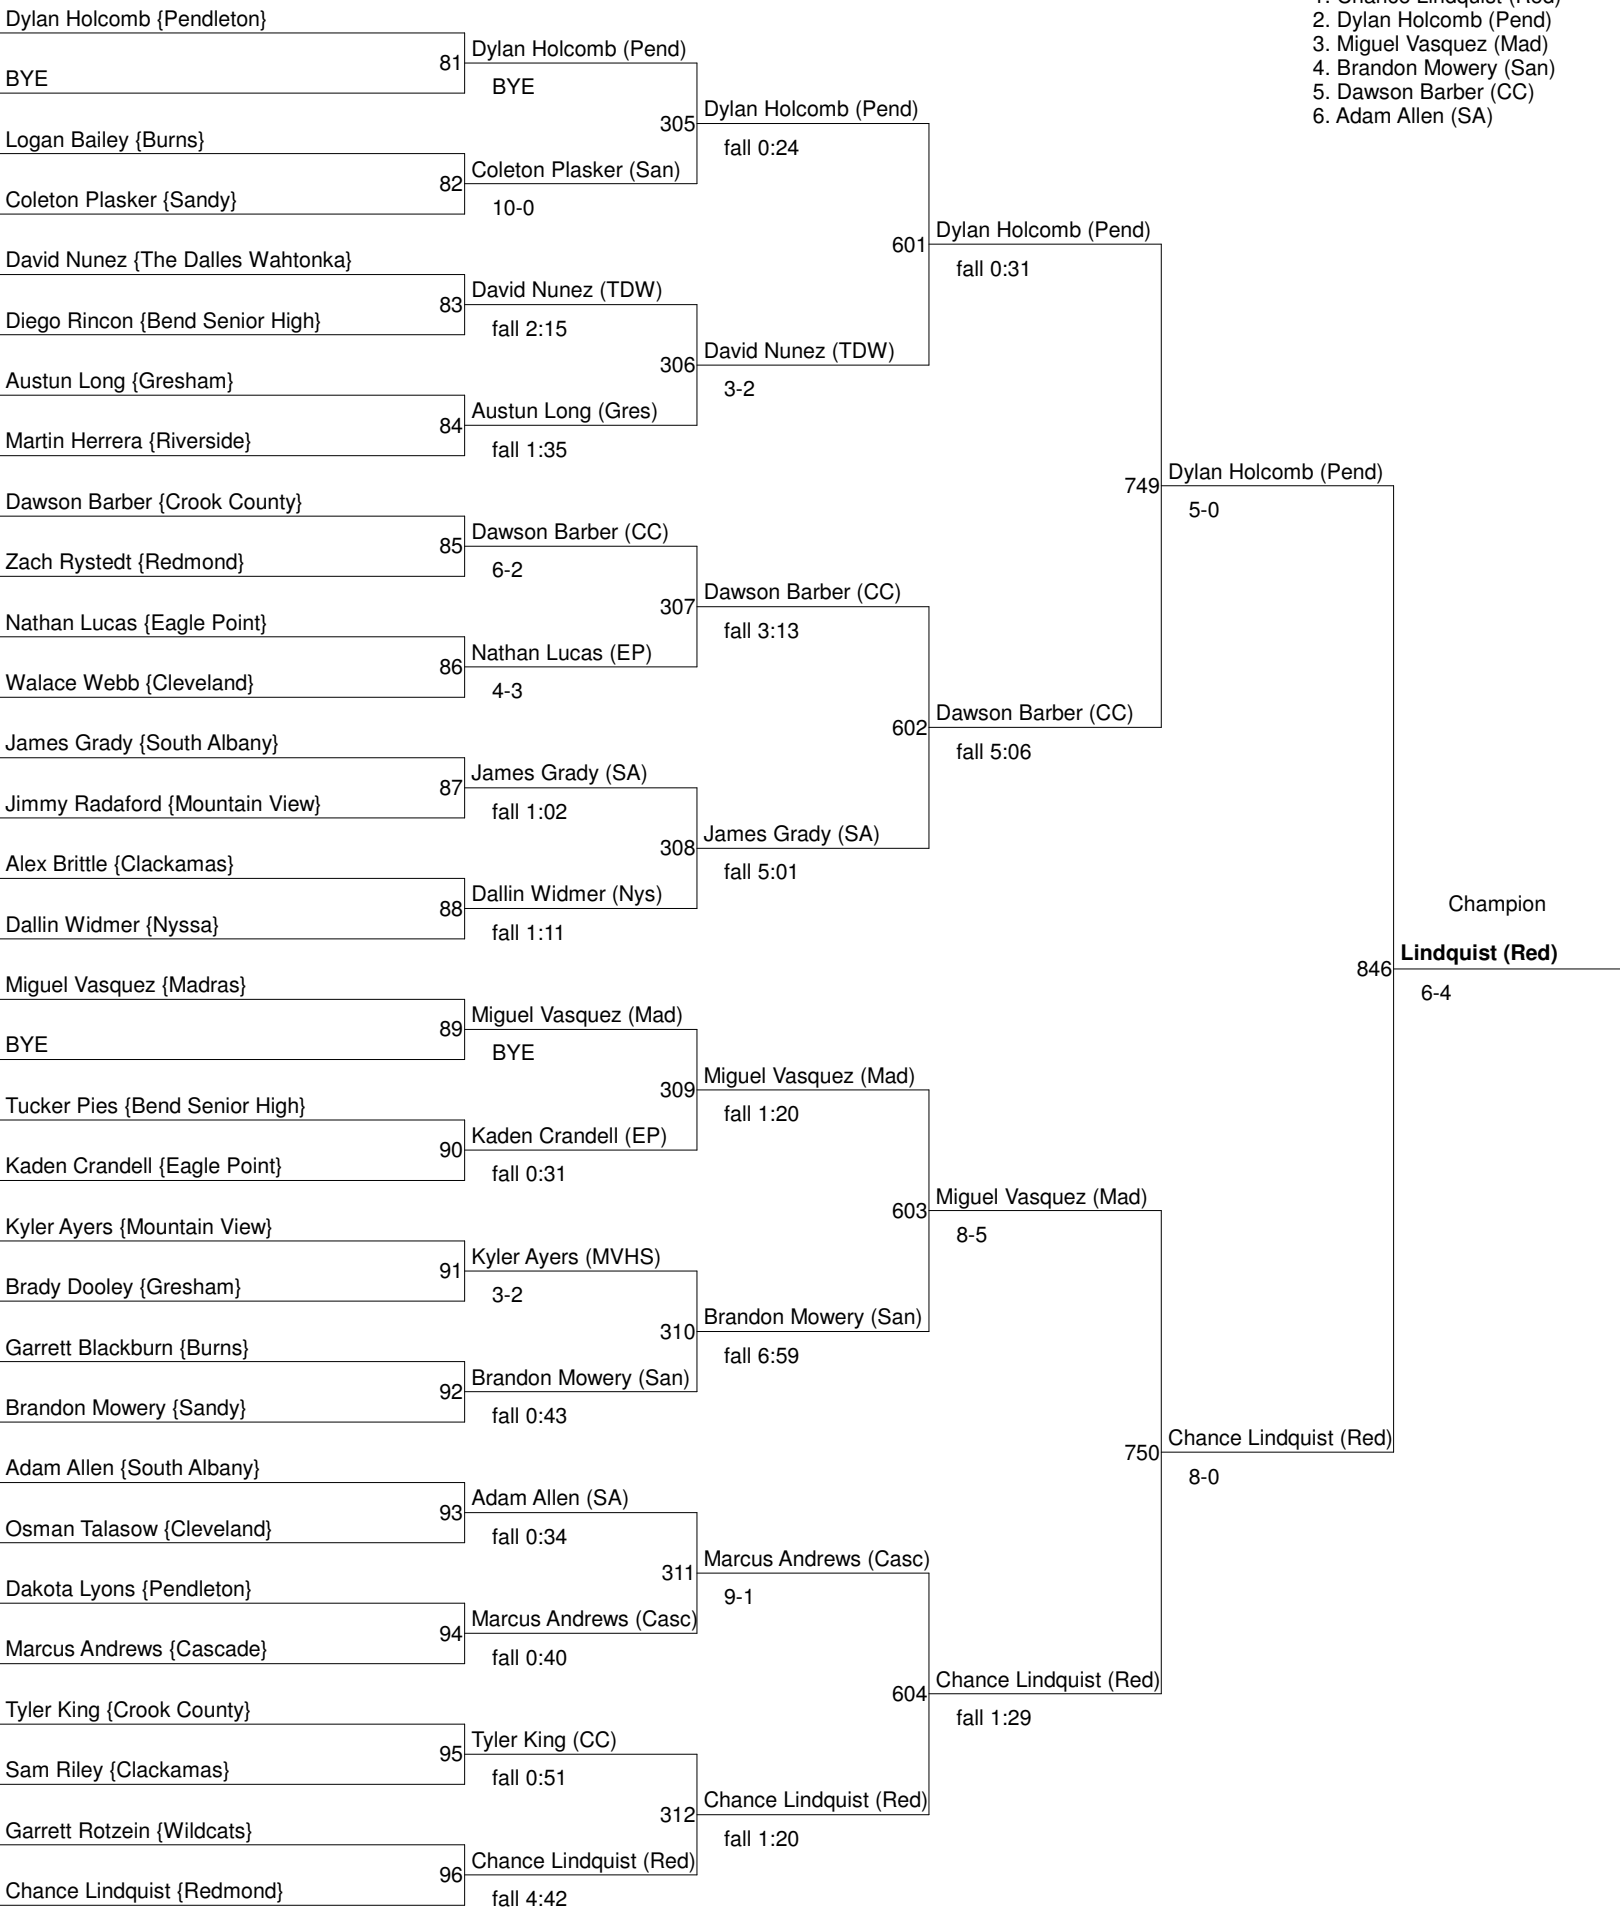 1. Chance Lindquist (Red)
2. Dylan Holcomb (Pend)
3. Miguel Vasquez (Mad)
4. Brandon Mowery (San)
5. Dawson Barber (CC)
6. Adam Allen (SA)
Dylan Holcomb {Pendleton}
BYE
81
Logan Bailey {Burns}
Coleton Plasker {Sandy}
82
David Nunez {The Dalles Wahtonka}
Diego Rincon {Bend Senior High}
83
Austun Long {Gresham}
Martin Herrera {Riverside}
84
Dawson Barber {Crook County}
Zach Rystedt {Redmond}
85
Nathan Lucas {Eagle Point}
Walace Webb {Cleveland}
86
James Grady {South Albany}
Jimmy Radaford {Mountain View}
87
Alex Brittle {Clackamas}
Dallin Widmer {Nyssa}
88
Miguel Vasquez {Madras}
BYE
89
Tucker Pies {Bend Senior High}
Kaden Crandell {Eagle Point}
90
Kyler Ayers {Mountain View}
Brady Dooley {Gresham}
91
Garrett Blackburn {Burns}
Brandon Mowery {Sandy}
92
Adam Allen {South Albany}
Osman Talasow {Cleveland}
93
Dakota Lyons {Pendleton}
Marcus Andrews {Cascade}
94
Tyler King {Crook County}
Sam Riley {Clackamas}
95
Garrett Rotzein {Wildcats}
Chance Lindquist {Redmond}
96
Dylan Holcomb (Pend)
BYE
305
Coleton Plasker (San)
10-0
David Nunez (TDW)
fall 2:15
306
Austun Long (Gres)
fall 1:35
Dawson Barber (CC)
6-2
307
Nathan Lucas (EP)
4-3
James Grady (SA)
fall 1:02
308
Dallin Widmer (Nys)
fall 1:11
Miguel Vasquez (Mad)
BYE
309
Kaden Crandell (EP)
fall 0:31
Kyler Ayers (MVHS)
3-2
310
Brandon Mowery (San)
fall 0:43
Adam Allen (SA)
fall 0:34
311
Marcus Andrews (Casc)
fall 0:40
Tyler King (CC)
fall 0:51
312
Chance Lindquist (Red)
fall 4:42
Dylan Holcomb (Pend)
fall 0:24
601
David Nunez (TDW)
3-2
Dawson Barber (CC)
fall 3:13
602
James Grady (SA)
fall 5:01
Miguel Vasquez (Mad)
fall 1:20
603
Brandon Mowery (San)
fall 6:59
Marcus Andrews (Casc)
9-1
604
Chance Lindquist (Red)
fall 1:20
Dylan Holcomb (Pend)
fall 0:31
749
Dawson Barber (CC)
fall 5:06
Miguel Vasquez (Mad)
8-5
750
Chance Lindquist (Red)
fall 1:29
Dylan Holcomb (Pend)
5-0
846
Chance Lindquist (Red)
8-0
Champion
Lindquist (Red)
6-4